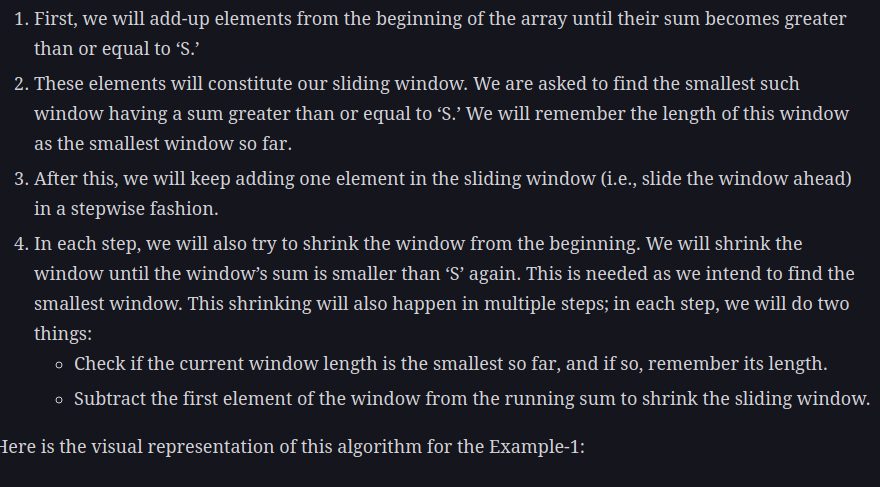 1. First, we will add-up elements from the beginning of the array until their sum becomes greater
than or equal to ‘S.’
2. These elements will constitute our sliding window. We are asked to find the smallest such
window having a sum greater than or equal to ‘S.’ We will remember the length of this window
as the smallest window so far.
3. After this, we will keep adding one element in the sliding window (i.e., slide the window ahead)
in a stepwise fashion.
4. In each step, we will also try to shrink the window from the beginning. We will shrink the
window until the window’s sum is smaller than ‘S’ again. This is needed as we intend to find the
smallest window. This shrinking will also happen in multiple steps; in each step, we will do two
things:
◦ Check if the current window length is the smallest so far, and if so, remember its length.
◦ Subtract the first element of the window from the running sum to shrink the sliding window.
Here is the visual representation of this algorithm for the Example-1: